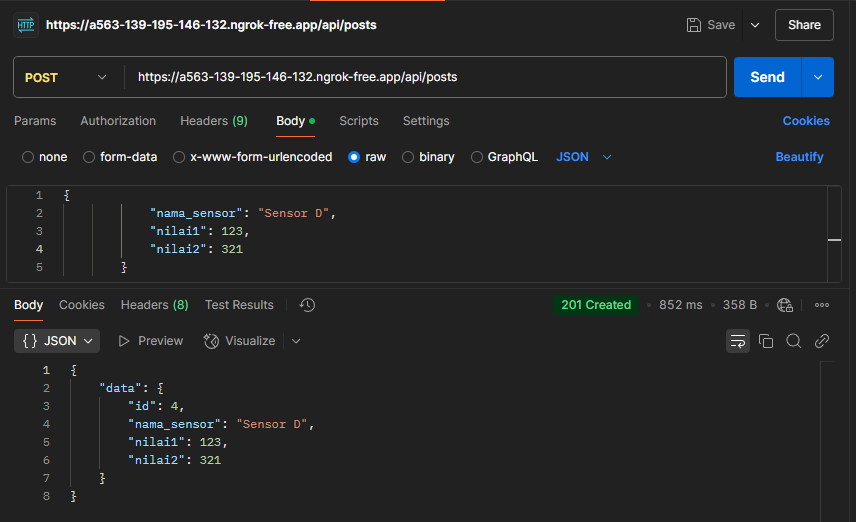 HTTP https://a563-139-195-146-132.ngrok-free.app/api/posts Save Share
POST https://a563-139-195-146-132.ngrok-free.app/api/posts Send
Params Authorization Headers (9) Body Scripts Settings Cookies
none form-data x-www-form-urlencoded raw binary GraphQL JSON Beautify
1 {
2 "nama_sensor": "Sensor D",
3 "nilai1": 123,
4 "nilai2": 321
5 }
Body Cookies Headers (8) Test Results 201 Created 852 ms 358 B
{} JSON Preview Visualize
1 {
2 "data": {
3 "id": 4,
4 "nama_sensor": "Sensor D",
5 "nilai1": 123,
6 "nilai2": 321
7 }
8 }